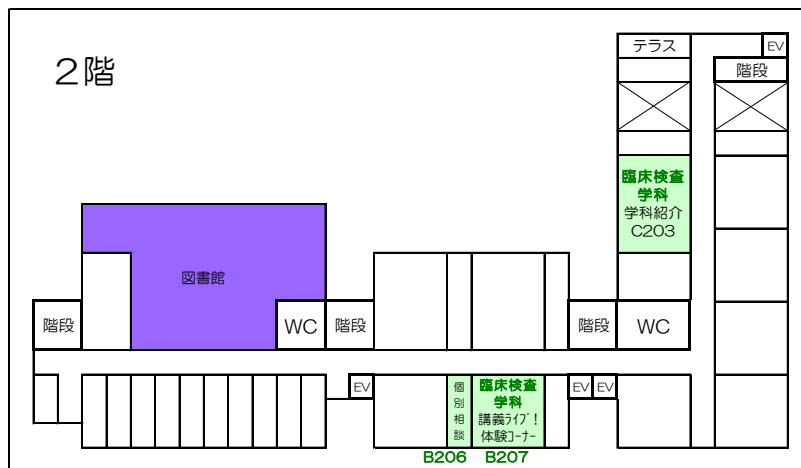 ２階
テラス
EV
階段
臨床検査
学科
学科紹介
C203
図書館
階段
WC
階段
階段
WC
EV
個別相談
臨床検査
学科
講義ﾗｲﾌﾞ！
体験ｺｰﾅｰ
EV
EV
B206
B207